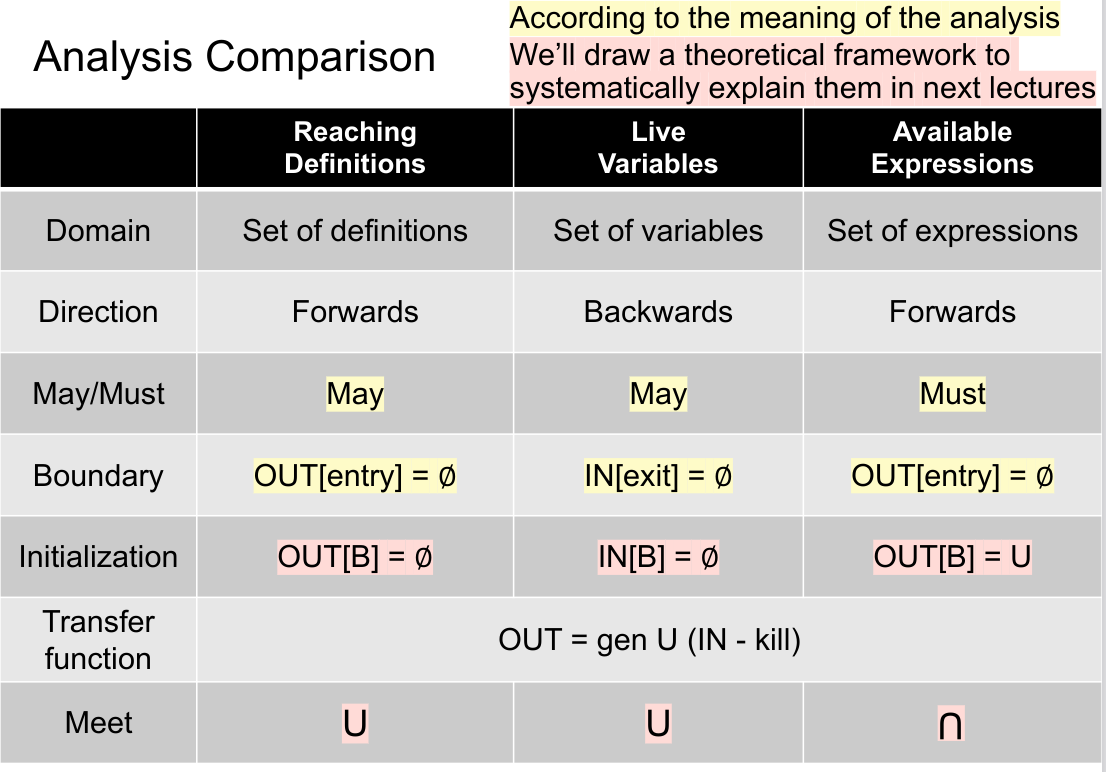 According to the meaning of the analysis
Analysis Comparison
We’ll draw a theoretical framework to
systematically explain them in next lectures
Reaching
Definitions
Live
Variables
Available
Expressions
Domain
Set of definitions
Set of variables
Set of expressions
Direction
Forwards
Backwards
Forwards
May/Must
May
May
Must
Boundary
OUT[entry] = ∅
IN[exit] = ∅
OUT[entry] = ∅
Initialization
OUT[B] = ∅
IN[B] = ∅
OUT[B] = U
Transfer
function
OUT = gen U (IN - kill)
Meet
∪
∪
∩